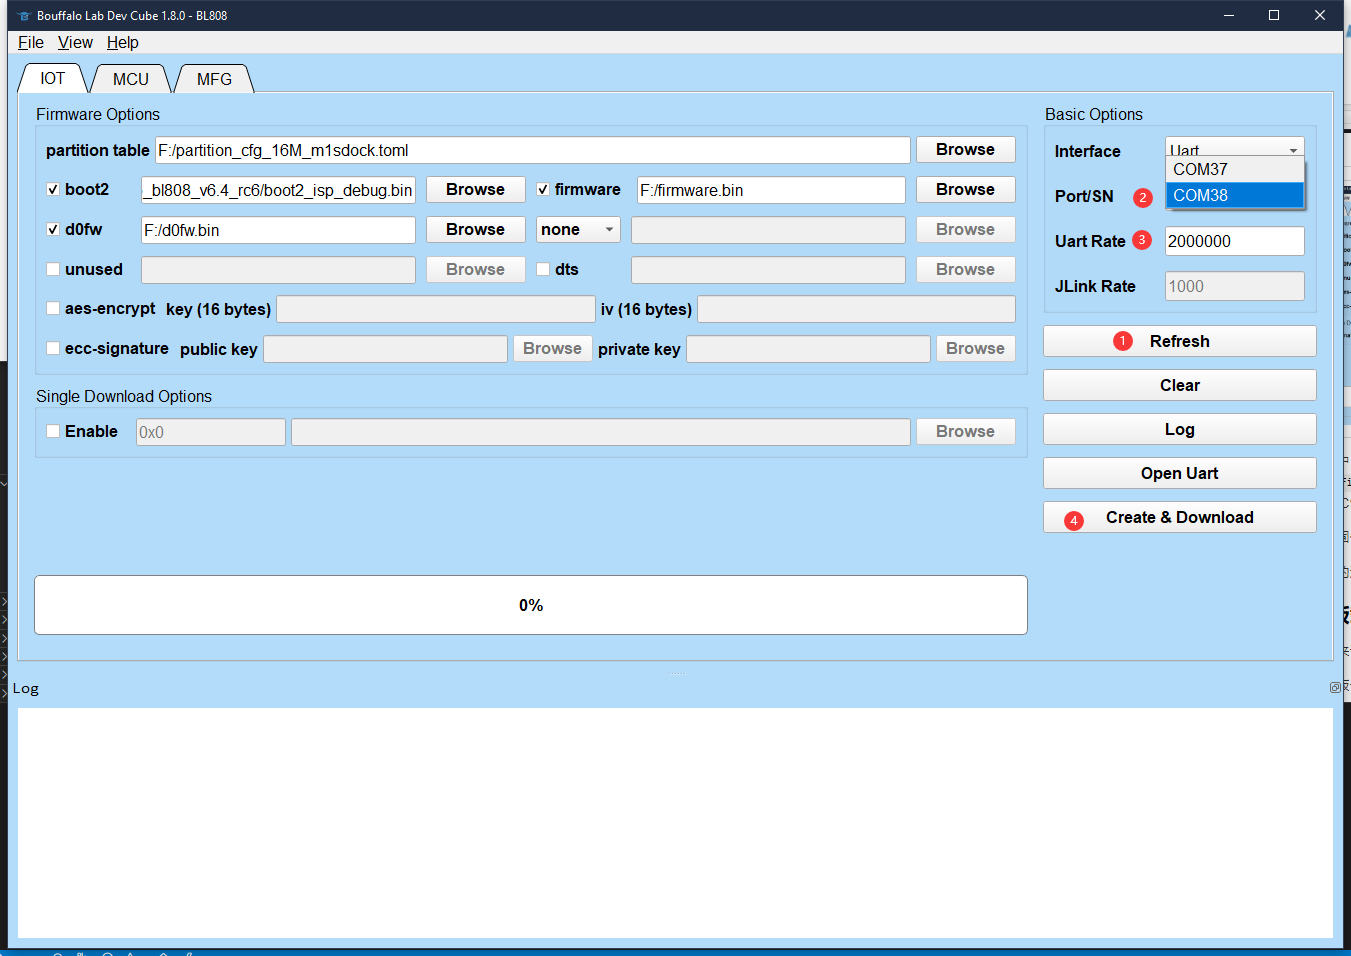 Bouffalo Lab Dev Cube 1.8.0 - BL808
File View Help
IOT MCU MFG
Firmware Options
partition table F:/partition_cfg_16M_m1sdock.toml Browse
boot2 _bl808_v6.4_rc6/boot2_isp_debug.bin Browse firmware F:/firmware.bin Browse
d0fw F:/d0fw.bin Browse none Browse
unused Browse dts Browse
aes-encrypt key (16 bytes) iv (16 bytes)
ecc-signature public key Browse private key Browse
Single Download Options
Enable 0x0 Browse
0%
Basic Options
Interface Uart
COM37
Port/SN 2 COM38
Uart Rate 3 2000000
JLink Rate 1000
1 Refresh
Clear
Log
Open Uart
4 Create & Download
Log